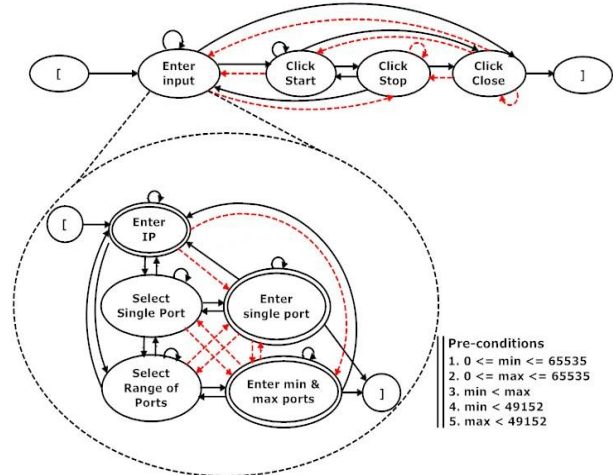 [
Enter
input
Click
Start
Click
Stop
Click
Close
]
[
Enter
IP
Select
Single Port
Enter
single port
Select
Range of
Ports
Enter min &
max ports
]
Pre-conditions
1. 0 <= min <= 65535
2. 0 <= max <= 65535
3. min < max
4. min < 49152
5. max < 49152